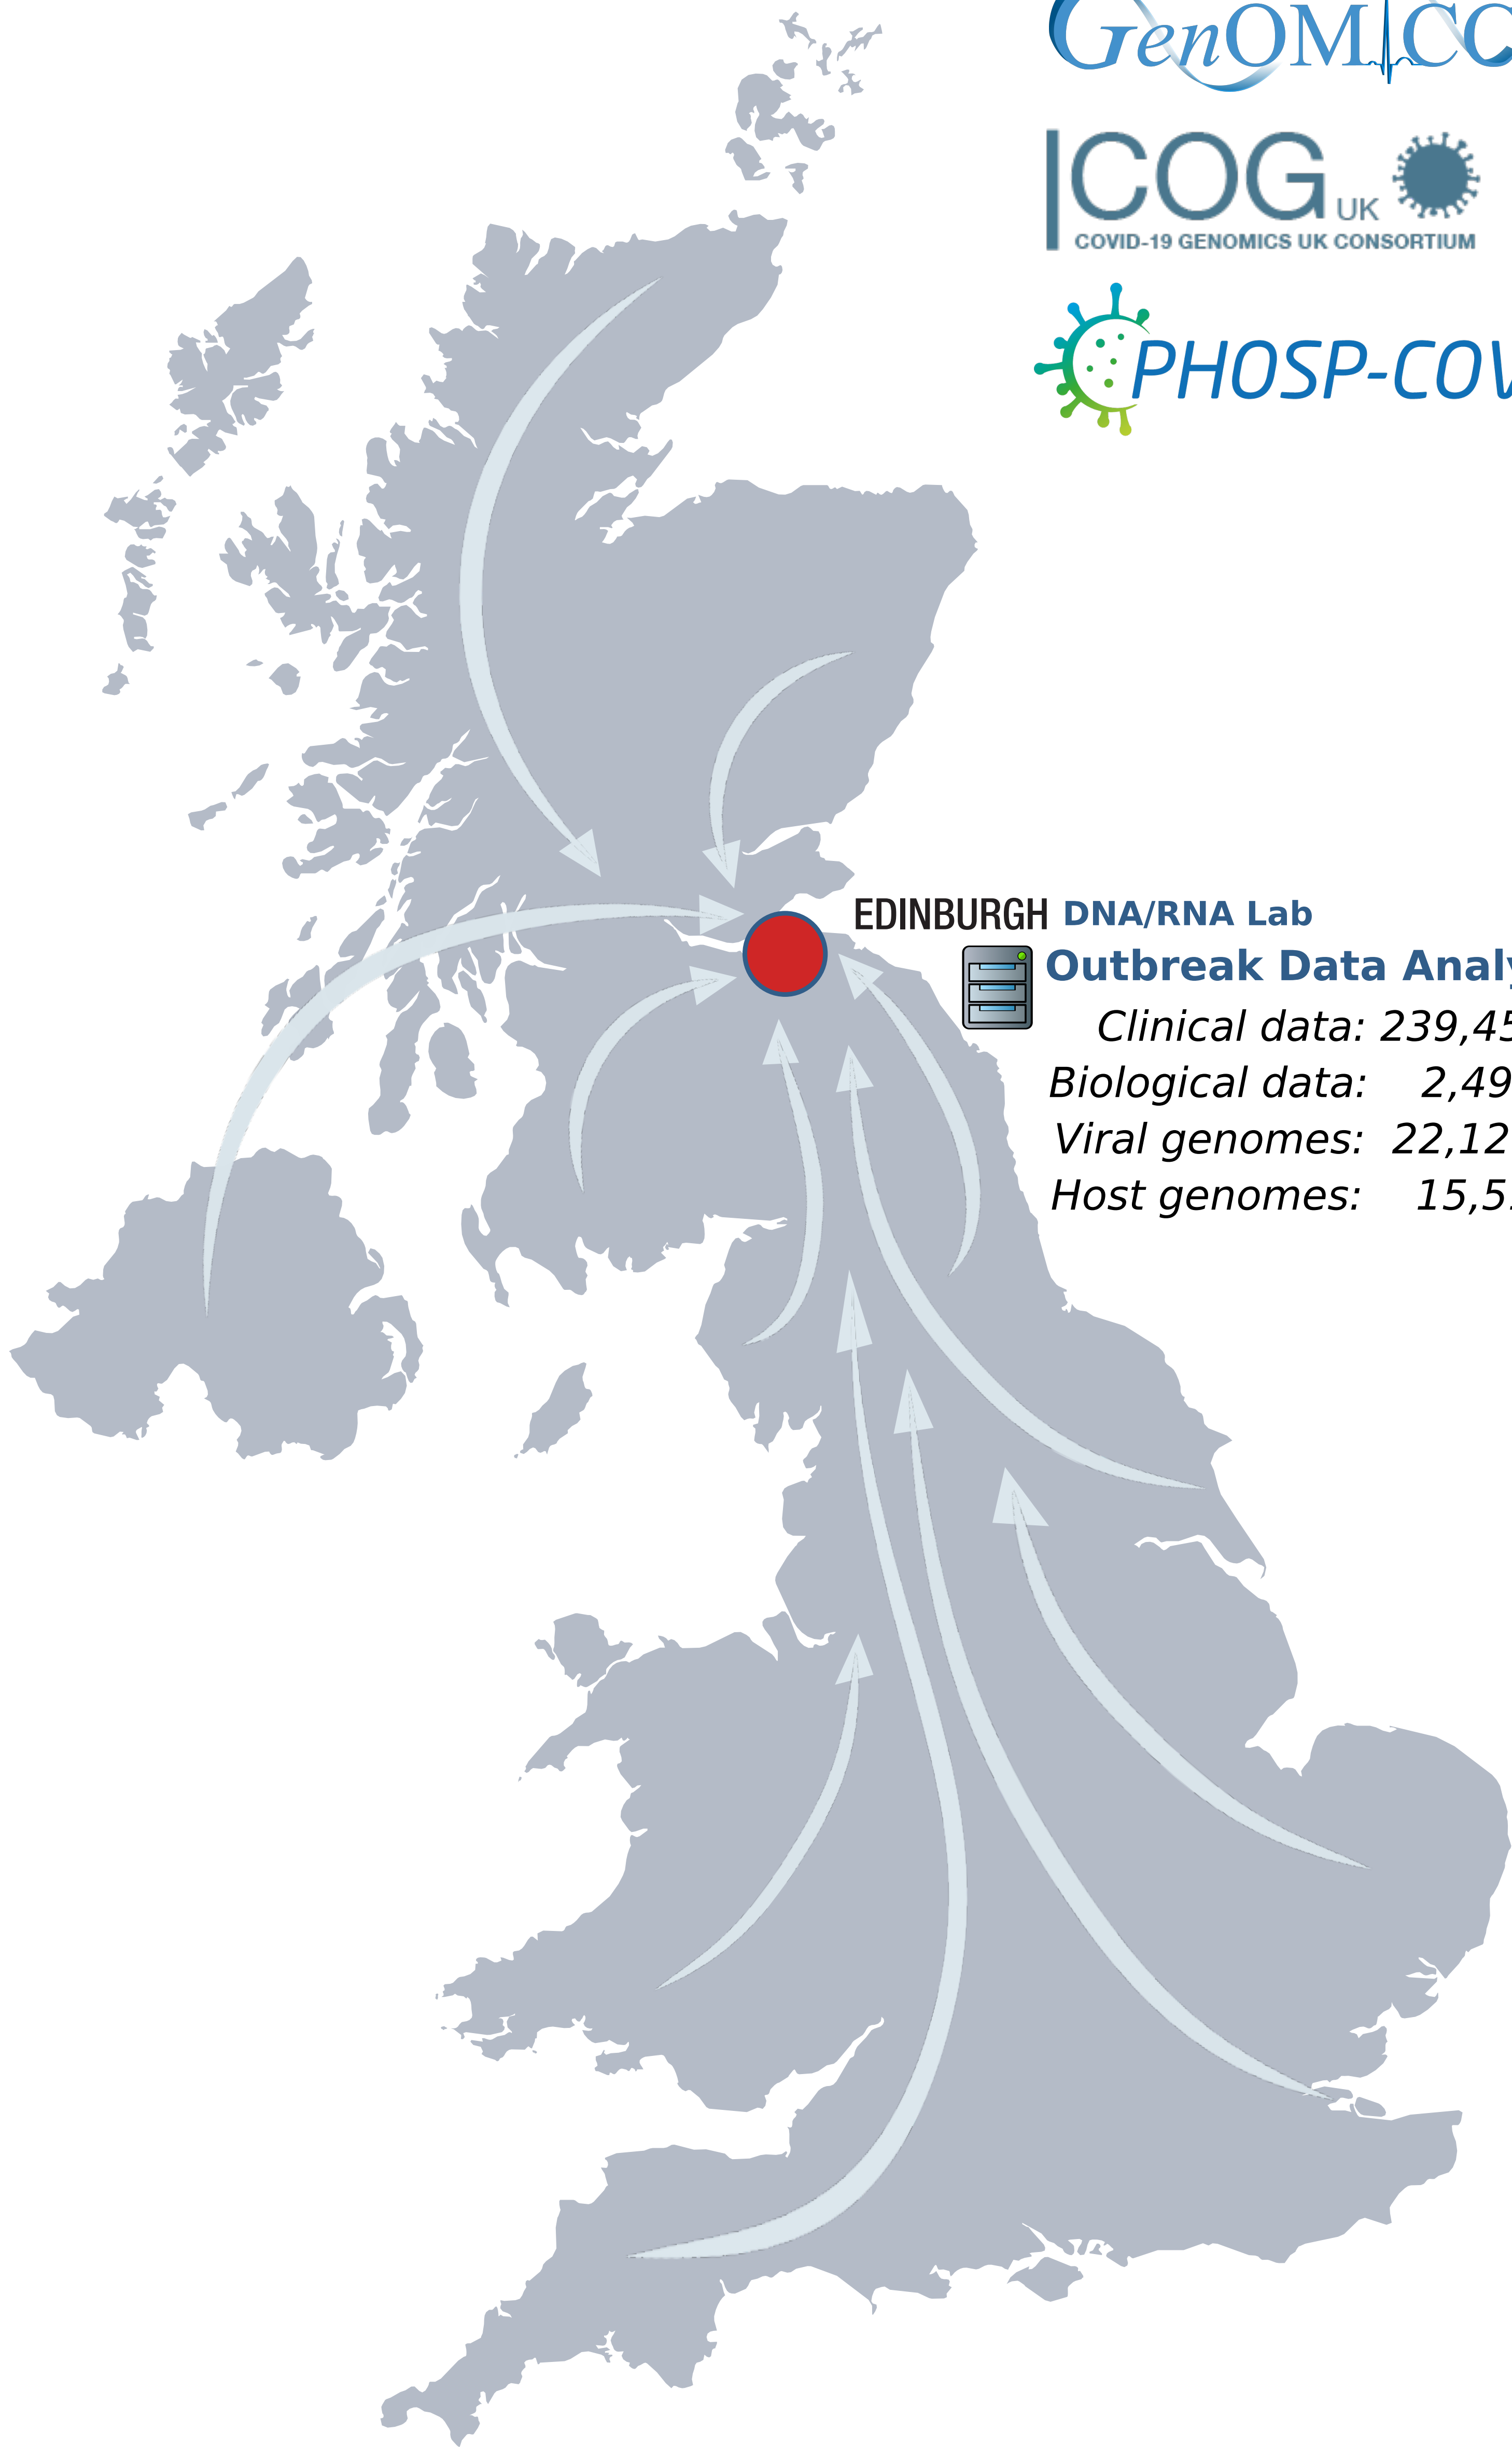 GenOMICC
COG UK
COVID-19 GENOMICS UK CONSORTIUM
PHOSP-COV
EDINBURGH DNA/RNA Lab
Outbreak Data Analy
Clinical data: 239,45
Biological data: 2,49
Viral genomes: 22,12
Host genomes: 15,5